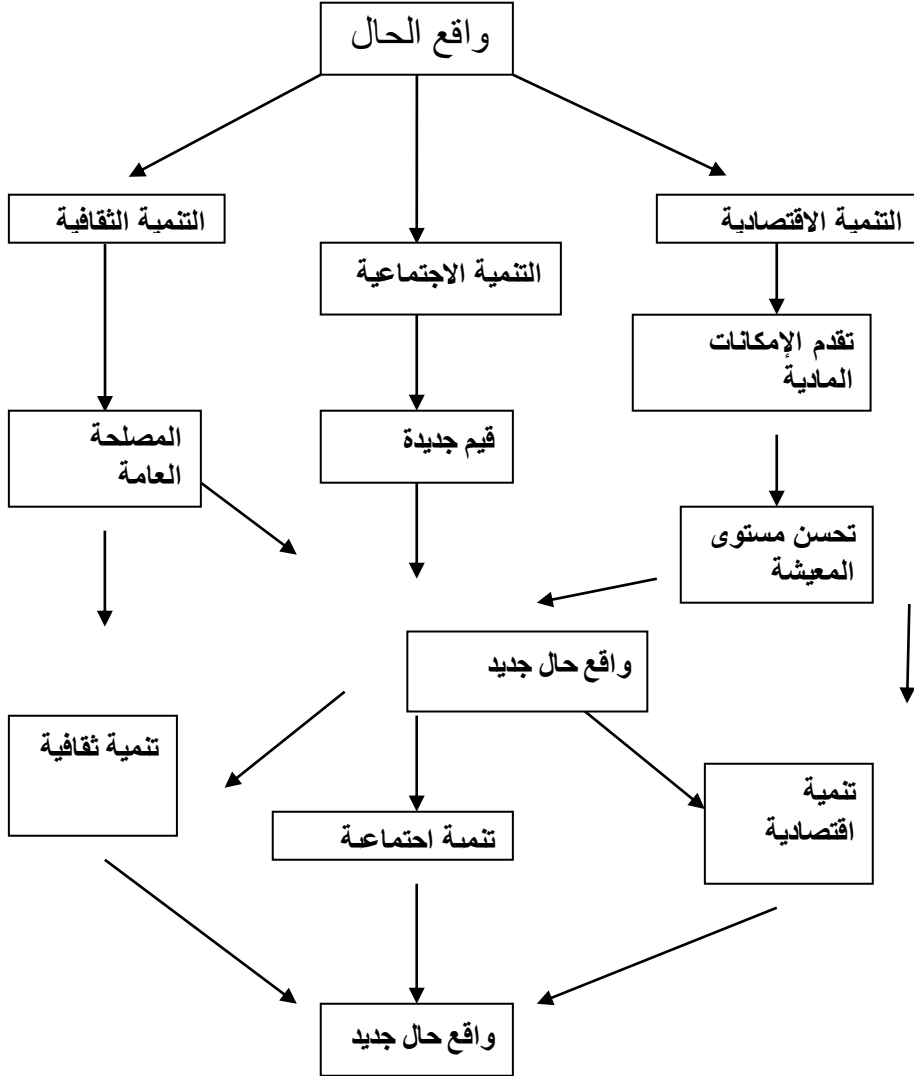 واقع الحال
التنمية الاقتصادية
التنمية الثقافية
التنمية الاجتماعية
تقدم الإمكانات
المادية
قيم جديدة
المصلحة
العامة
تحسن مستوى
المعيشة
واقع حال جديد
تنمية ثقافية
تنمية
اقتصادية
تنمية اجتماعية
واقع حال جديد